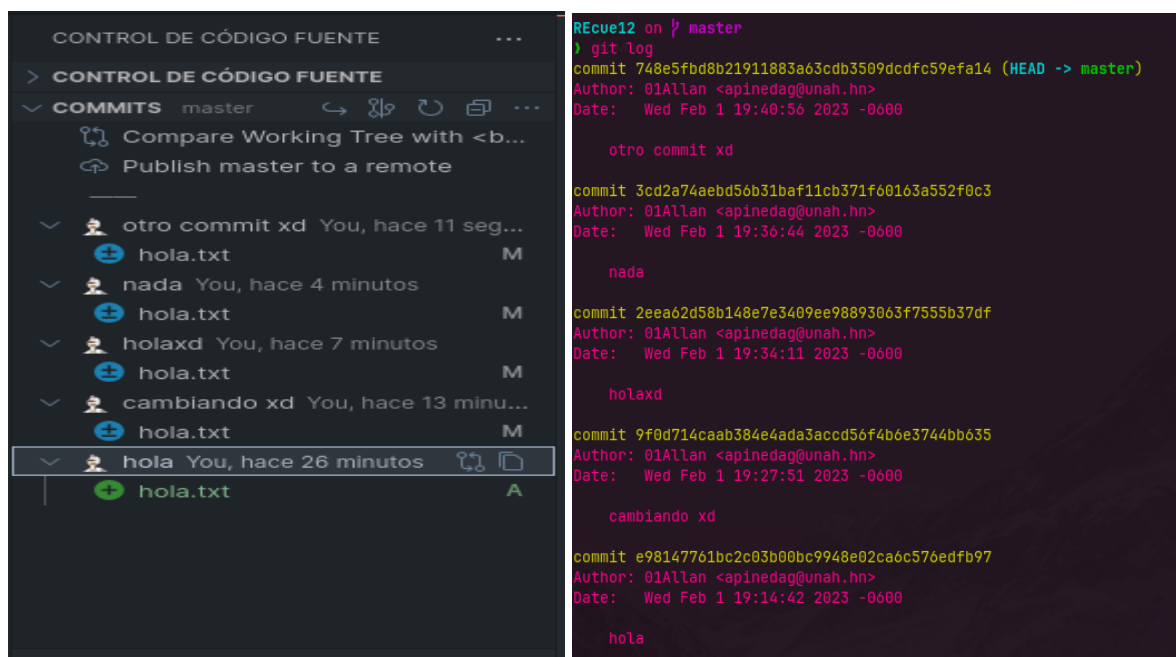 CONTROL DE CÓDIGO FUENTE ...
> CONTROL DE CÓDIGO FUENTE
COMMITS master ...
Compare Working Tree with <b...
Publish master to a remote
otro commit xd You, hace 11 seg...
hola.txt M
nada You, hace 4 minutos
hola.txt M
holaxd You, hace 7 minutos
hola.txt M
cambiando xd You, hace 13 minu...
hola.txt M
hola You, hace 26 minutos
hola.txt A
REcue12 on master
❯ git log
commit 748e5fbd8b21911883a63cdb3509dcdfc59efa14 (HEAD -> master)
Author: 01Allan <apinedag@unah.hn>
Date: Wed Feb 1 19:40:56 2023 -0600
otro commit xd
commit 3cd2a74aebd56b31baf11cb371f60163a552f0c3
Author: 01Allan <apinedag@unah.hn>
Date: Wed Feb 1 19:36:44 2023 -0600
nada
commit 2eea62d58b148e7e3409ee98893063f7555b37df
Author: 01Allan <apinedag@unah.hn>
Date: Wed Feb 1 19:34:11 2023 -0600
holaxd
commit 9f0d714caab384e4ada3accd56f4b6e3744bb635
Author: 01Allan <apinedag@unah.hn>
Date: Wed Feb 1 19:27:51 2023 -0600
cambiando xd
commit e98147761bc2c03b00bc9948e02ca6c576edfb97
Author: 01Allan <apinedag@unah.hn>
Date: Wed Feb 1 19:14:42 2023 -0600
hola